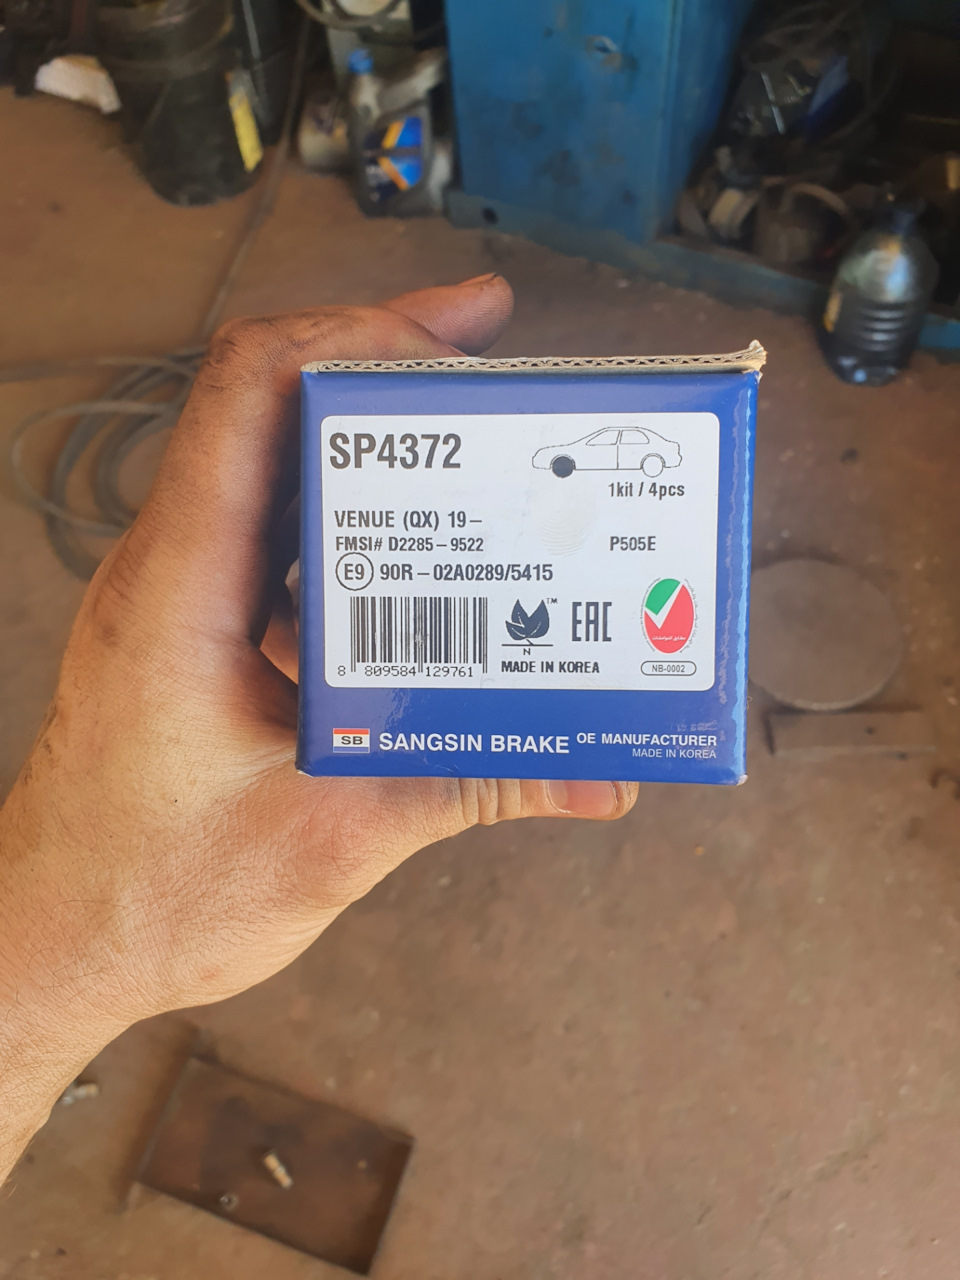 SP4372
1kit / 4pcs
VENUE (QX) 19–
FMSI# D2285–9522
P505E
E9 90R–02A0289/5415
8 809584 129761
TM
N
EAC
MADE IN KOREA
NB-0002
SB SANGSIN BRAKE OE MANUFACTURER
MADE IN KOREA